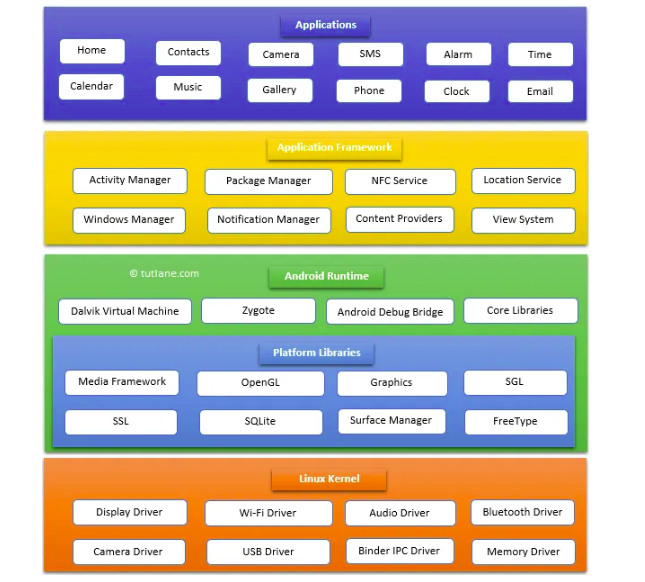 Applications
Home Contacts Camera SMS Alarm Time
Calendar Music Gallery Phone Clock Email
Application Framework
Activity Manager Package Manager NFC Service Location Service
Windows Manager Notification Manager Content Providers View System
© tutlane.com Android Runtime
Dalvik Virtual Machine Zygote Android Debug Bridge Core Libraries
Platform Libraries
Media Framework OpenGL Graphics SGL
SSL SQLite Surface Manager FreeType
Linux Kernel
Display Driver Wi-Fi Driver Audio Driver Bluetooth Driver
Camera Driver USB Driver Binder IPC Driver Memory Driver